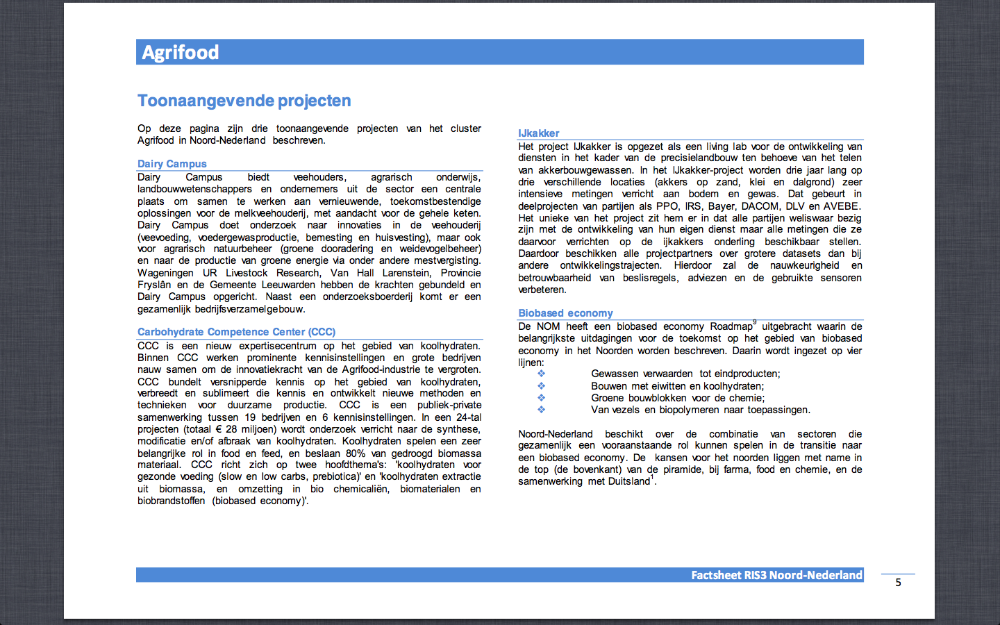 Agrifood
Toonaangevende projecten
Op deze pagina zijn drie toonaangevende projecten van het cluster
Agrifood in Noord-Nederland beschreven.
Dairy Campus
Dairy Campus biedt veehouders, agrarisch onderwijs,
landbouwwetenschappers en ondernemers uit de sector een centrale
plaats om samen te werken aan vernieuwende, toekomstbestendige
oplossingen voor de melkveehouderij, met aandacht voor de gehele keten.
Dairy Campus doet onderzoek naar innovaties in de veehouderij
(veevoeding, voedergewasproductie, bemesting en huisvesting), maar ook
voor agrarisch natuurbeheer (groene dooradering en weidevogelbeheer)
en naar de productie van groene energie via onder andere mestvergisting.
Wageningen UR Livestock Research, Van Hall Larenstein, Provincie
Fryslân en de Gemeente Leeuwarden hebben de krachten gebundeld en
Dairy Campus opgericht. Naast een onderzoeksboerderij komt er een
gezamenlijk bedrijfsverzamelgebouw.
Carbohydrate Competence Center (CCC)
CCC is een nieuw expertisecentrum op het gebied van koolhydraten.
Binnen CCC werken prominente kennisinstellingen en grote bedrijven
nauw samen om de innovatiekracht van de Agrifood-industrie te vergroten.
CCC bundelt versnipperde kennis op het gebied van koolhydraten,
verbreedt en sublimeert die kennis en ontwikkelt nieuwe methoden en
technieken voor duurzame productie. CCC is een publiek-private
samenwerking tussen 19 bedrijven en 6 kennisinstellingen. In een 24-tal
projecten (totaal € 28 miljoen) wordt onderzoek verricht naar de synthese,
modificatie en/of afbraak van koolhydraten. Koolhydraten spelen een zeer
belangrijke rol in food en feed, en beslaan 80% van gedroogd biomassa
materiaal. CCC richt zich op twee hoofdthema's: 'koolhydraten voor
gezonde voeding (slow en low carbs, prebiotica)' en 'koolhydraten extractie
uit biomassa, en omzetting in bio chemicaliën, biomaterialen en
biobrandstoffen (biobased economy)'.
IJkakker
Het project IJkakker is opgezet als een living lab voor de ontwikkeling van
diensten in het kader van de precisielandbouw ten behoeve van het telen
van akkerbouwgewassen. In het IJkakker-project worden drie jaar lang op
drie verschillende locaties (akkers op zand, klei en dalgrond) zeer
intensieve metingen verricht aan bodem en gewas. Dat gebeurt in
deelprojecten van partijen als PPO, IRS, Bayer, DACOM, DLV en AVEBE.
Het unieke van het project zit hem er in dat alle partijen weliswaar bezig
zijn met de ontwikkeling van hun eigen dienst maar alle metingen die ze
daarvoor verrichten op de ijkakkers onderling beschikbaar stellen.
Daardoor beschikken alle projectpartners over grotere datasets dan bij
andere ontwikkelingstrajecten. Hierdoor zal de nauwkeurigheid en
betrouwbaarheid van beslisregels, adviezen en de gebruikte sensoren
verbeteren.
Biobased economy
De NOM heeft een biobased economy Roadmap⁹ uitgebracht waarin de
belangrijkste uitdagingen voor de toekomst op het gebied van biobased
economy in het Noorden worden beschreven. Daarin wordt ingezet op vier
lijnen:
❖ Gewassen verwaarden tot eindproducten;
❖ Bouwen met eiwitten en koolhydraten;
❖ Groene bouwblokken voor de chemie;
❖ Van vezels en biopolymeren naar toepassingen.
Noord-Nederland beschikt over de combinatie van sectoren die
gezamenlijk een vooraanstaande rol kunnen spelen in de transitie naar
een biobased economy. De kansen voor het noorden liggen met name in
de top (de bovenkant) van de piramide, bij farma, food en chemie, en de
samenwerking met Duitsland¹.
Factsheet RIS3 Noord-Nederland
5